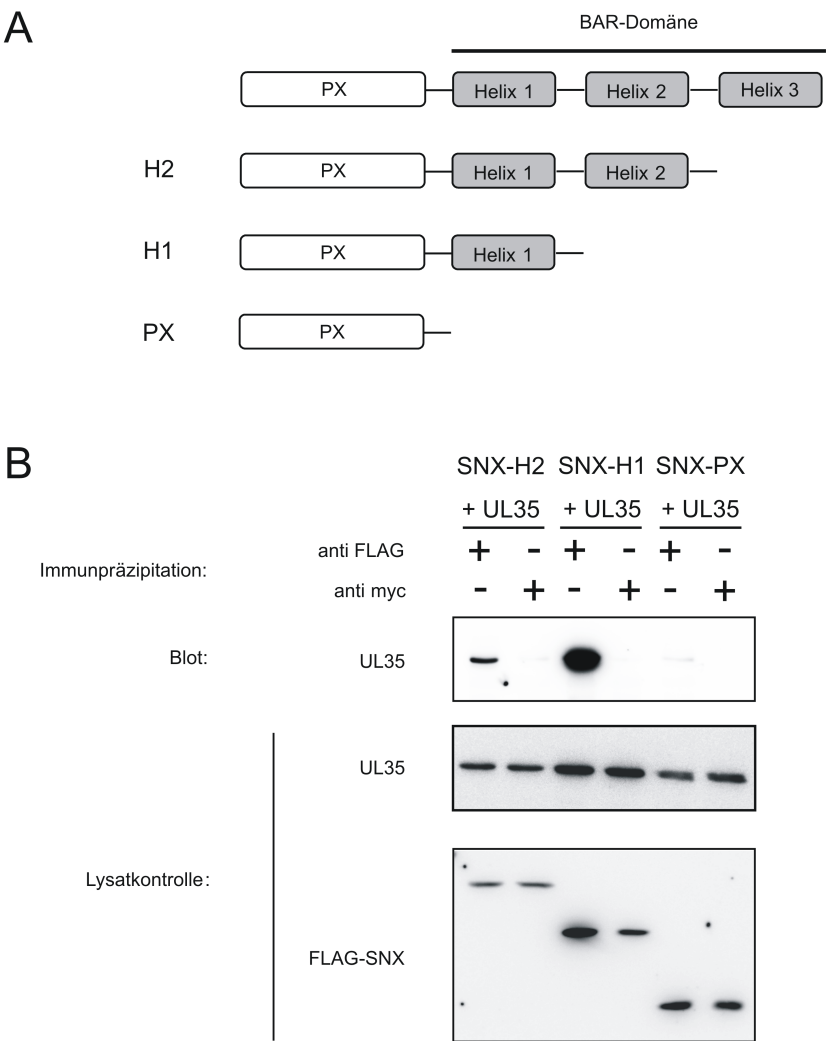 A
BAR-Domäne
PX Helix 1 Helix 2 Helix 3
H2 PX Helix 1 Helix 2
H1 PX Helix 1
PX PX
B
SNX-H2 SNX-H1 SNX-PX
+ UL35 + UL35 + UL35
Immunpräzipitation:
anti FLAG + - + - + -
anti myc - + - + - +
Blot: UL35
UL35
Lysatkontrolle:
FLAG-SNX